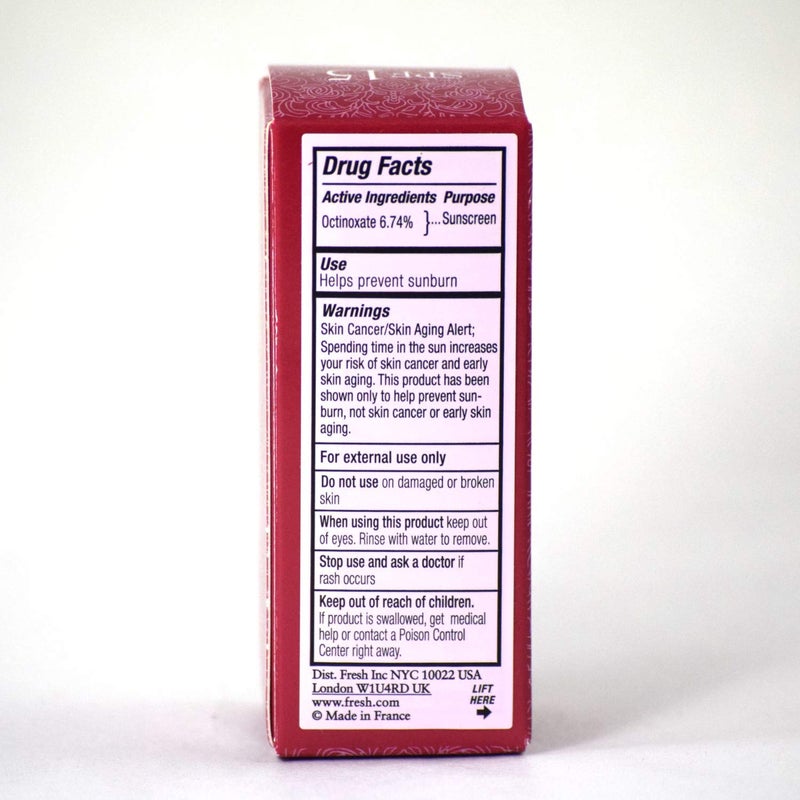 SPF 15
Drug Facts
Active Ingredients Purpose
Octinoxate 6.74% }...Sunscreen
Use
Helps prevent sunburn
Warnings
Skin Cancer/Skin Aging Alert;
Spending time in the sun increases
your risk of skin cancer and early
skin aging. This product has been
shown only to help prevent sun-
burn, not skin cancer or early skin
aging.
For external use only
Do not use on damaged or broken
skin
When using this product keep out
of eyes. Rinse with water to remove.
Stop use and ask a doctor if
rash occurs
Keep out of reach of children.
If product is swallowed, get medical
help or contact a Poison Control
Center right away.
Dist. Fresh Inc NYC 10022 USA
London W1U4RD UK
www.fresh.com
© Made in France
LIFT
HERE